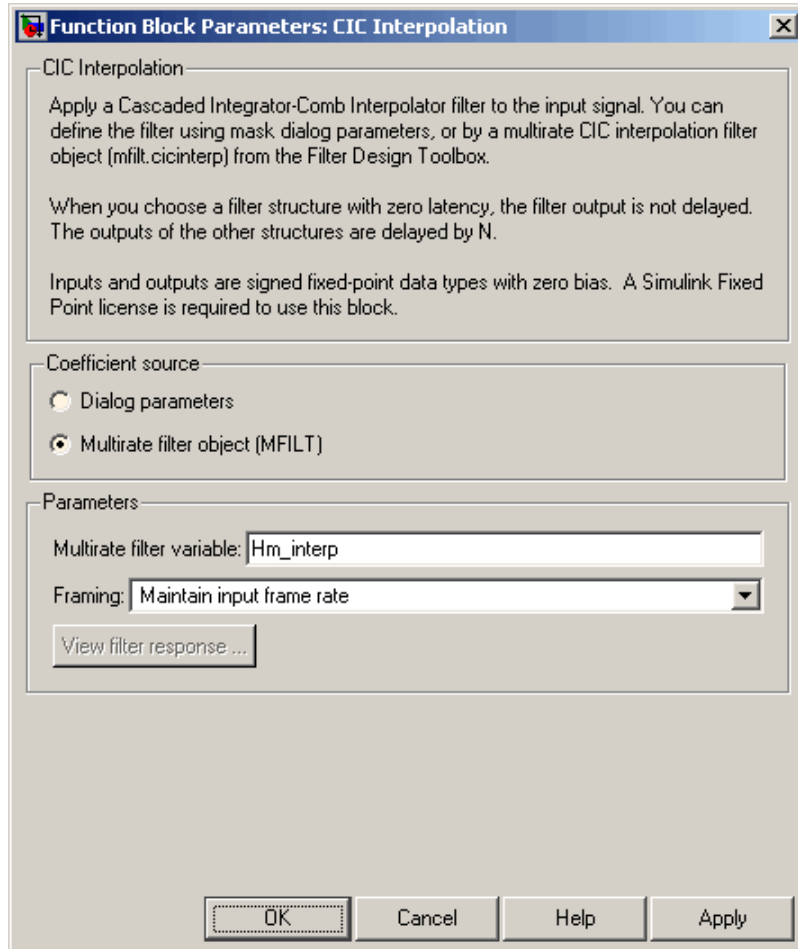 Function Block Parameters: CIC Interpolation
CIC Interpolation
Apply a Cascaded Integrator-Comb Interpolator filter to the input signal. You can
define the filter using mask dialog parameters, or by a multirate CIC interpolation filter
object (mfilt.cicinterp) from the Filter Design Toolbox.
When you choose a filter structure with zero latency, the filter output is not delayed.
The outputs of the other structures are delayed by N.
Inputs and outputs are signed fixed-point data types with zero bias. A Simulink Fixed
Point license is required to use this block.
Coefficient source
Dialog parameters
Multirate filter object (MFILT)
Parameters
Multirate filter variable: Hm_interp
Framing: Maintain input frame rate
View filter response ...
OK Cancel Help Apply